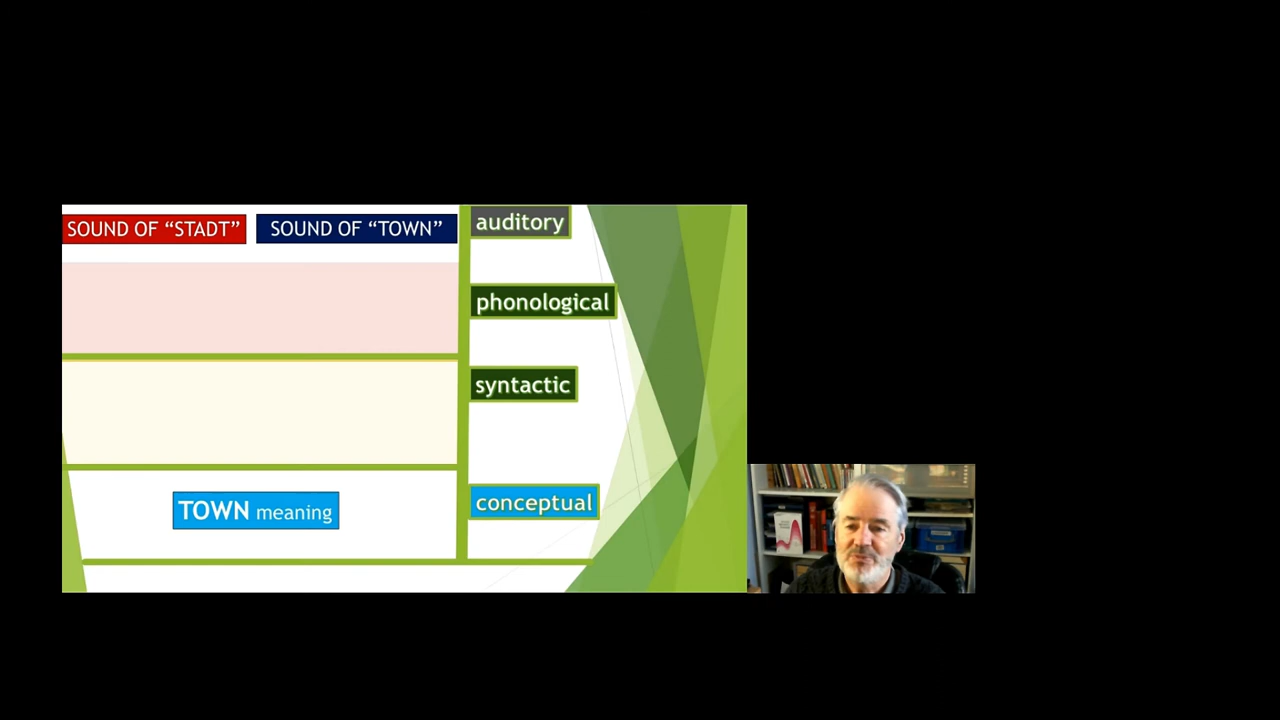 SOUND OF “STADT”
SOUND OF “TOWN”
auditory
phonological
syntactic
TOWN meaning
conceptual